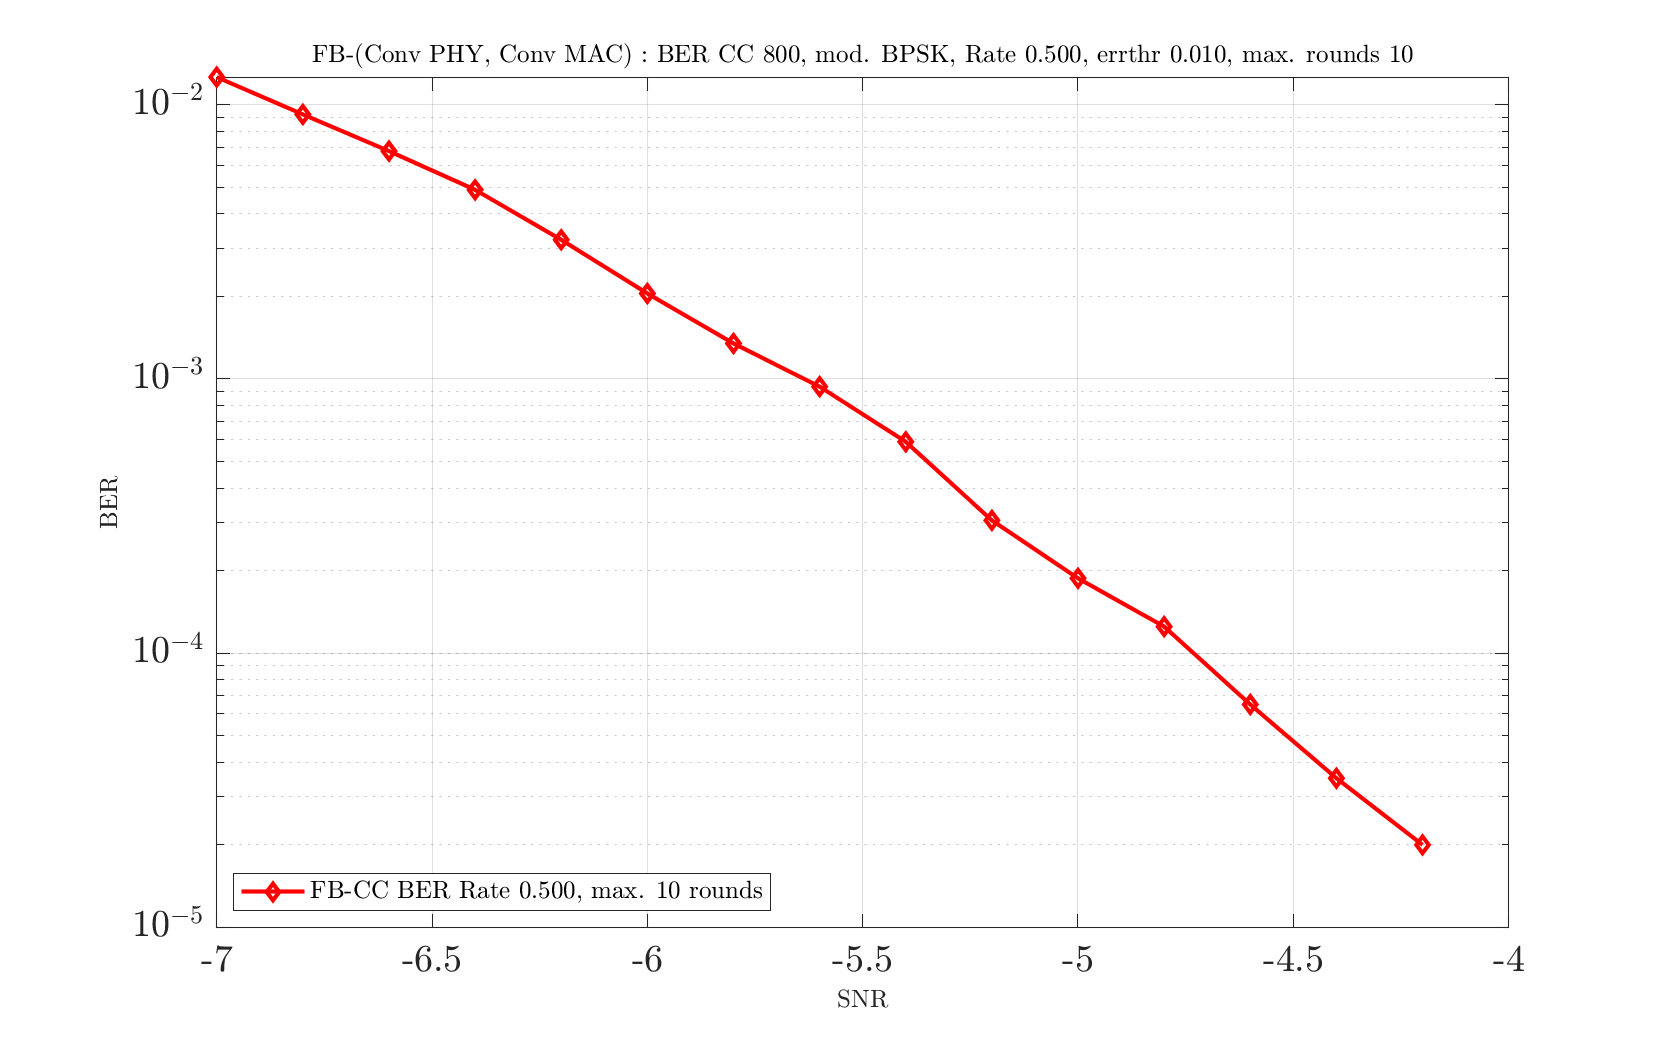 FB-(Conv PHY, Conv MAC) : BER CC 800, mod. BPSK, Rate 0.500, errthr 0.010, max. rounds 10
10^{-2}
10^{-3}
10^{-4}
10^{-5}
BER
FB-CC BER Rate 0.500, max. 10 rounds
-7 -6.5 -6 -5.5 -5 -4.5 -4
SNR